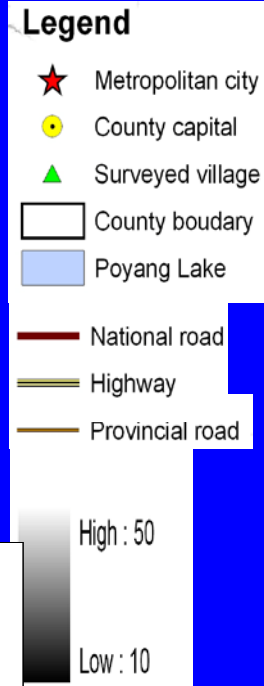 Legend
Metropolitan city
County capital
Surveyed village
County boudary
Poyang Lake
National road
Highway
Provincial road
High : 50
Low : 10